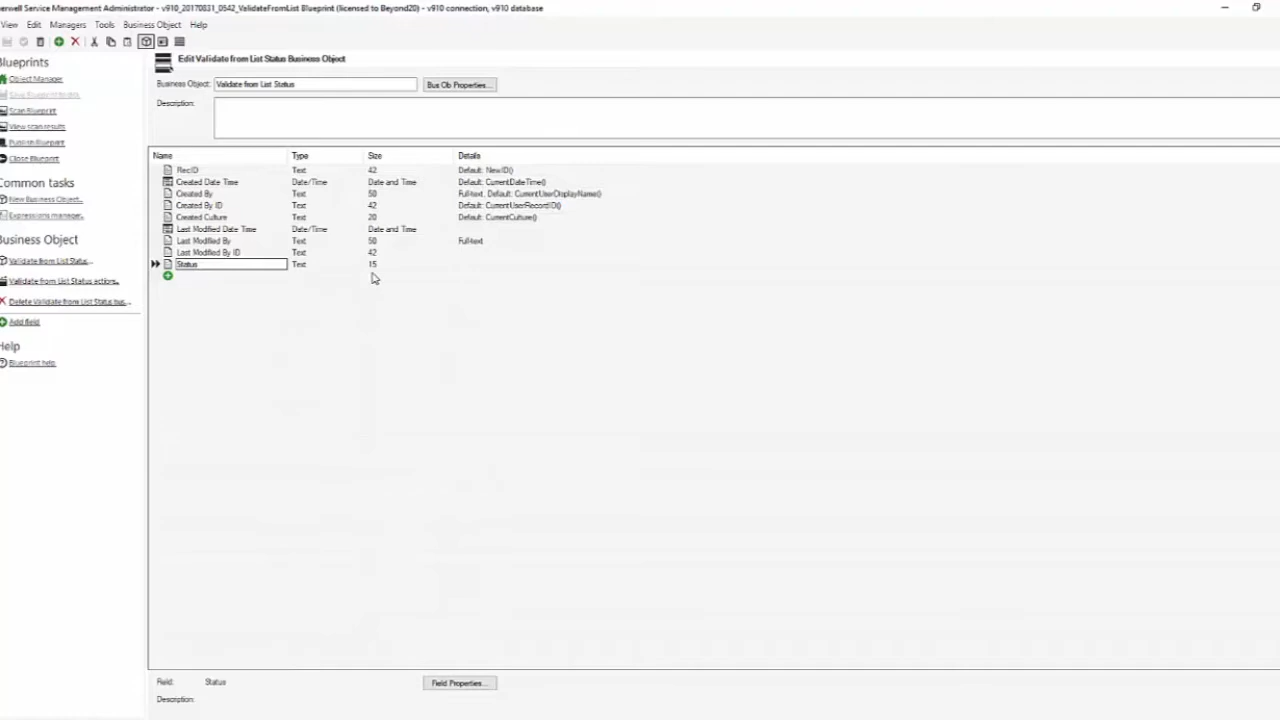 erwell Service Management Administrator - v910_20170831_0542_ValidateFromList Blueprint (licensed to Beyond20) - v910 connection, v910 database
View Edit Managers Tools Business Object Help
Blueprints
Object Manager
Scan Blueprint
View scan results
Publish Blueprint
Close Blueprint
Common tasks
New Business Object...
Expressions manager...
Business Object
Validate from List Status...
Validate from List Status actions...
Delete Validate from List Status bus...
Add field
Help
Blueprint help
Edit Validate from List Status Business Object
Business Object: Validate from List Status Bus Ob Properties...
Description:
Name Type Size Details
RecID Text 42 Default: NewID()
Created Date Time Date/Time Date and Time Default: CurrentDateTime()
Created By Text 50 Full-text, Default: CurrentUserDisplayName()
Created By ID Text 42 Default: CurrentUserRecordID()
Created Culture Text 20 Default: CurrentCulture()
Last Modified Date Time Date/Time Date and Time
Last Modified By Text 50 Full-text
Last Modified By ID Text 42
Status Text 15
Field: Status Field Properties...
Description: